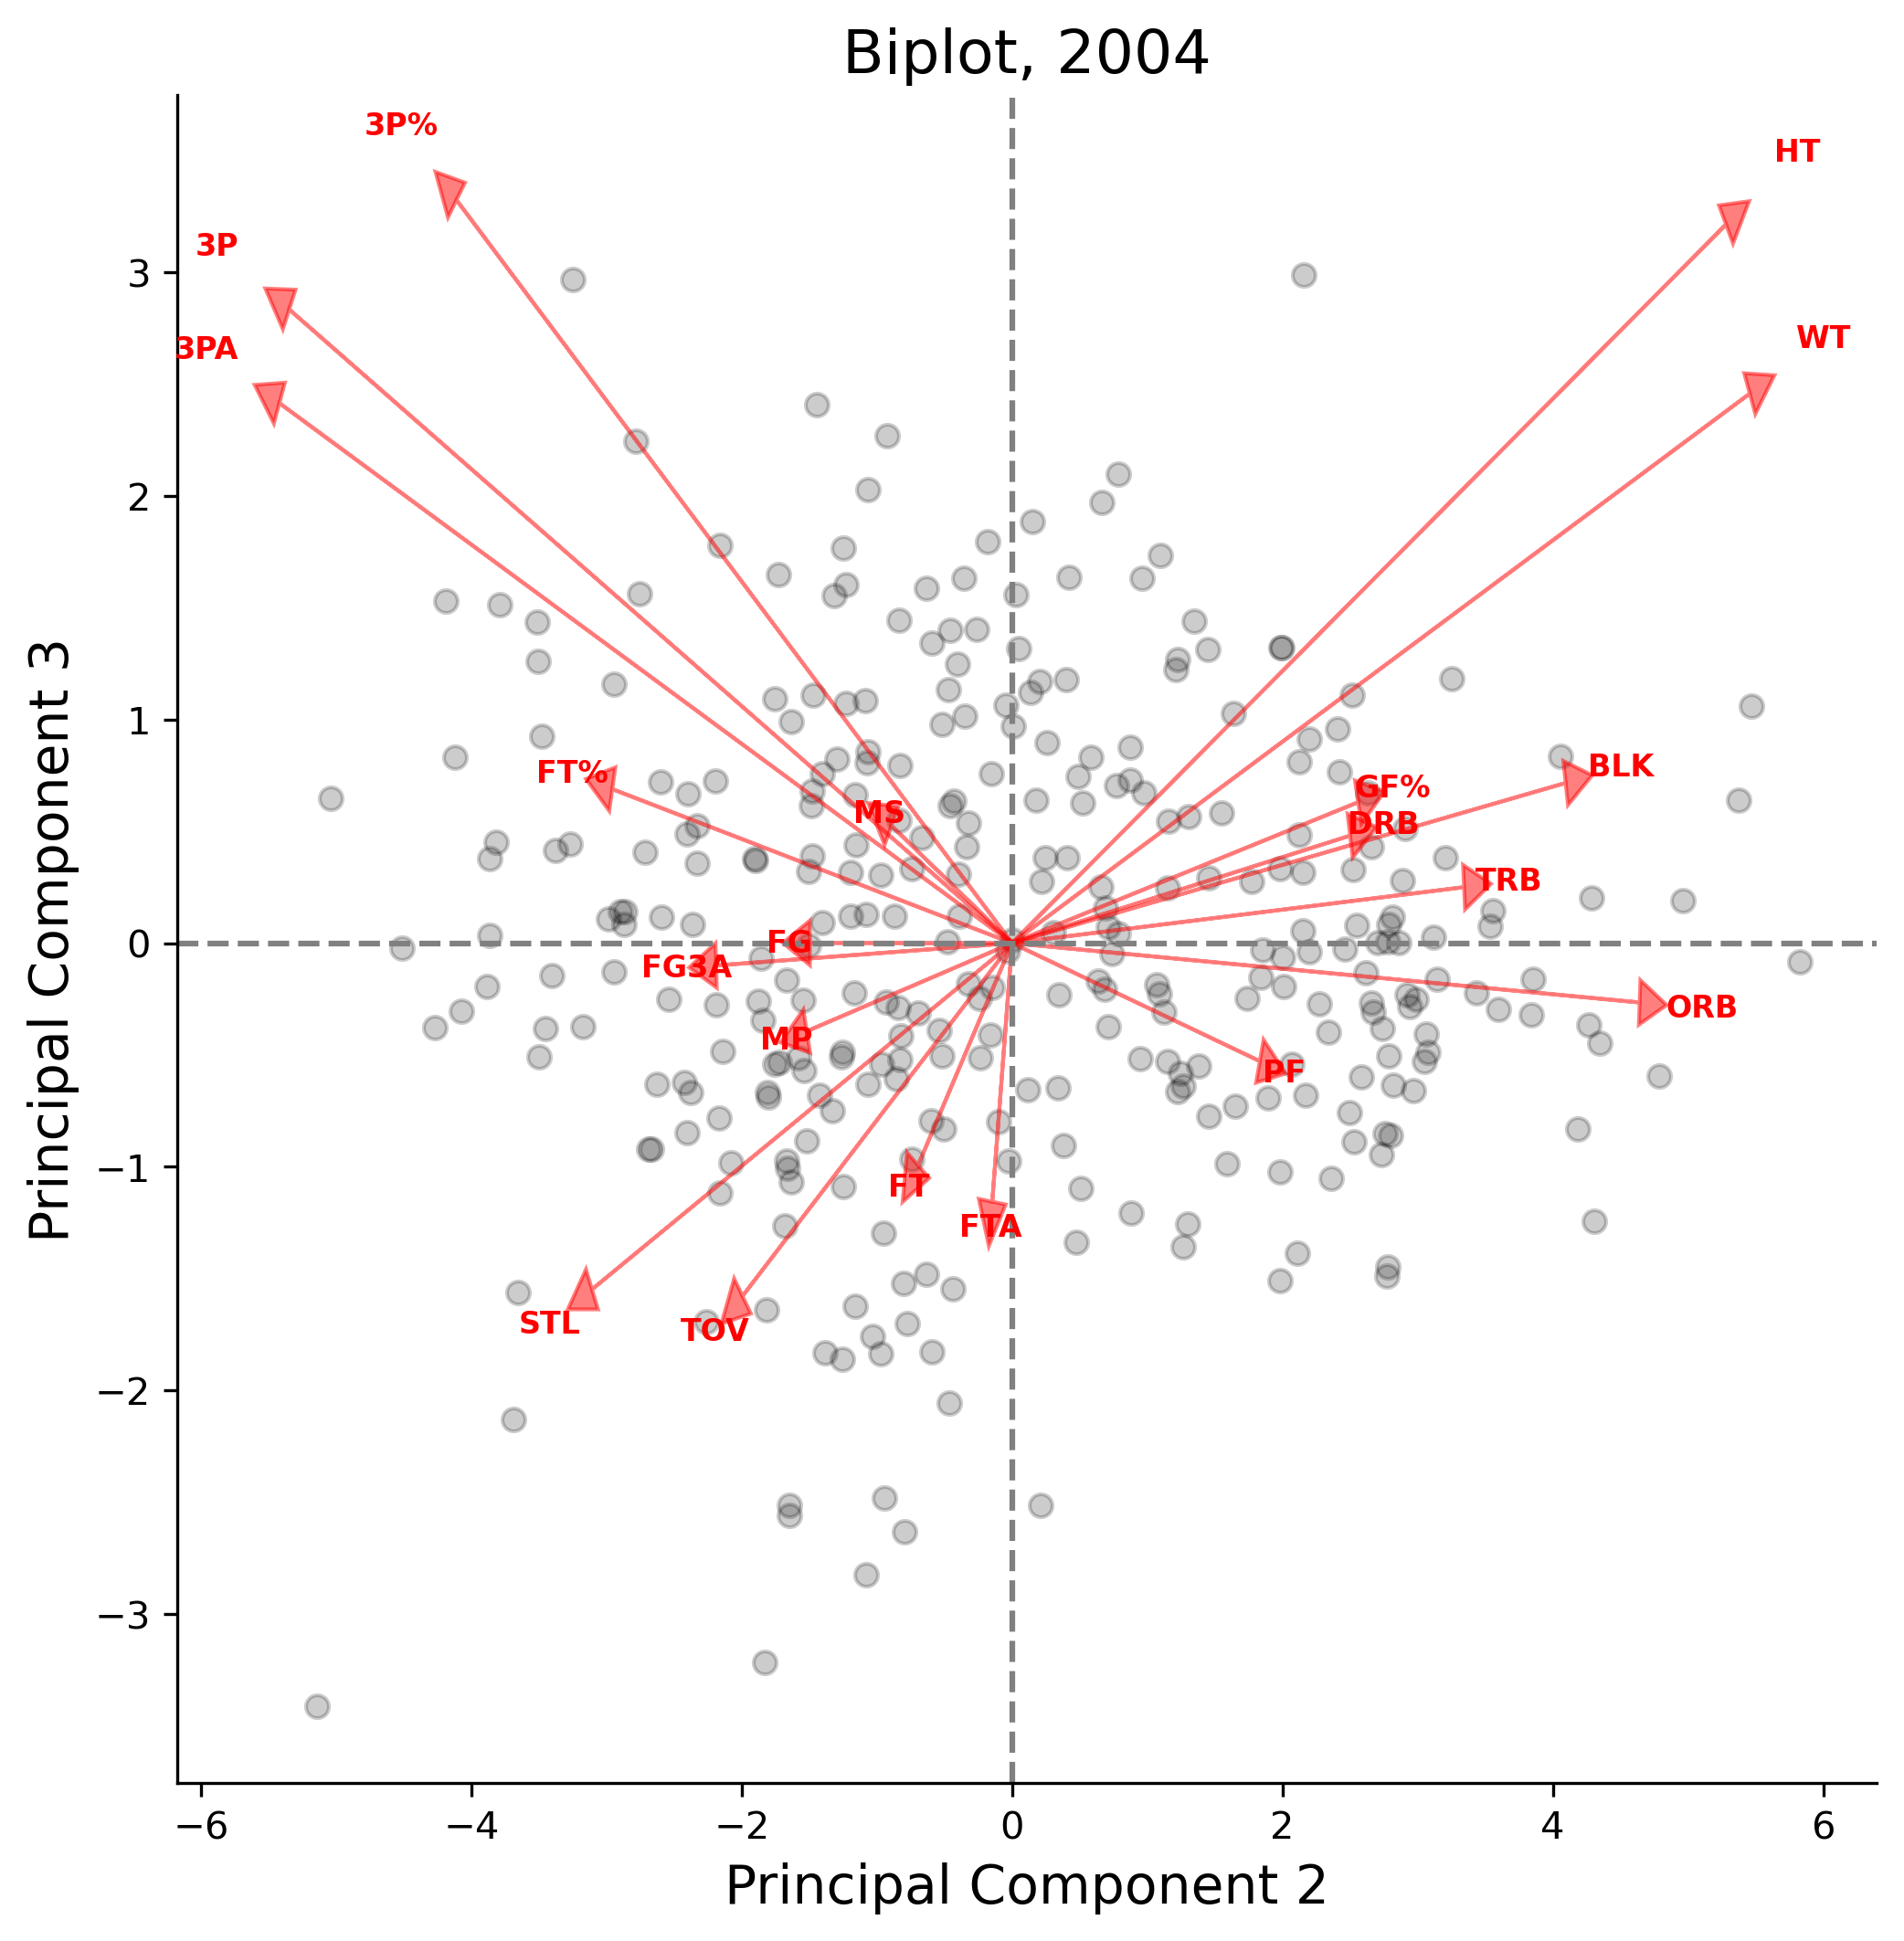 Biplot, 2004
3P%
HT
3P
3
WT
3PA
2
Principal Component 3
1
FT%
BLK
GF%
MS
DRB
TRB
0
FG
FG3A
ORB
MP
PF
−1
FT
FTA
STL
TOV
−2
−3
−6
−4
−2
0
2
4
6
Principal Component 2